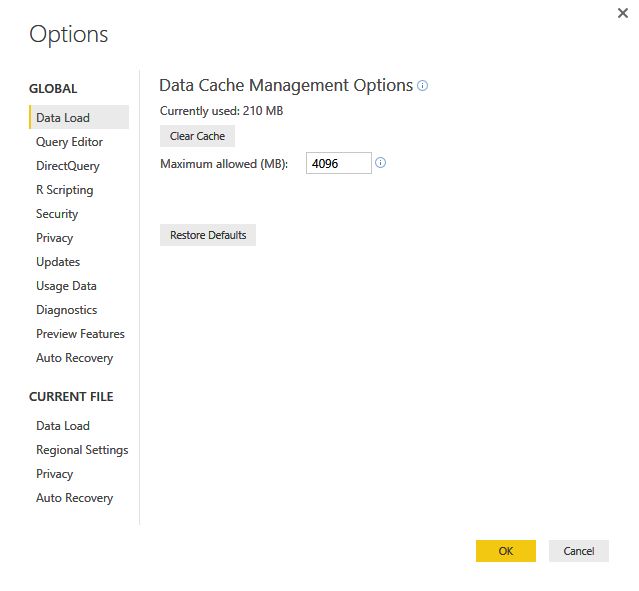 Options
GLOBAL
Data Load
Query Editor
DirectQuery
R Scripting
Security
Privacy
Updates
Usage Data
Diagnostics
Preview Features
Auto Recovery
CURRENT FILE
Data Load
Regional Settings
Privacy
Auto Recovery
Data Cache Management Options
Currently used: 210 MB
Clear Cache
Maximum allowed (MB): 4096
Restore Defaults
OK Cancel